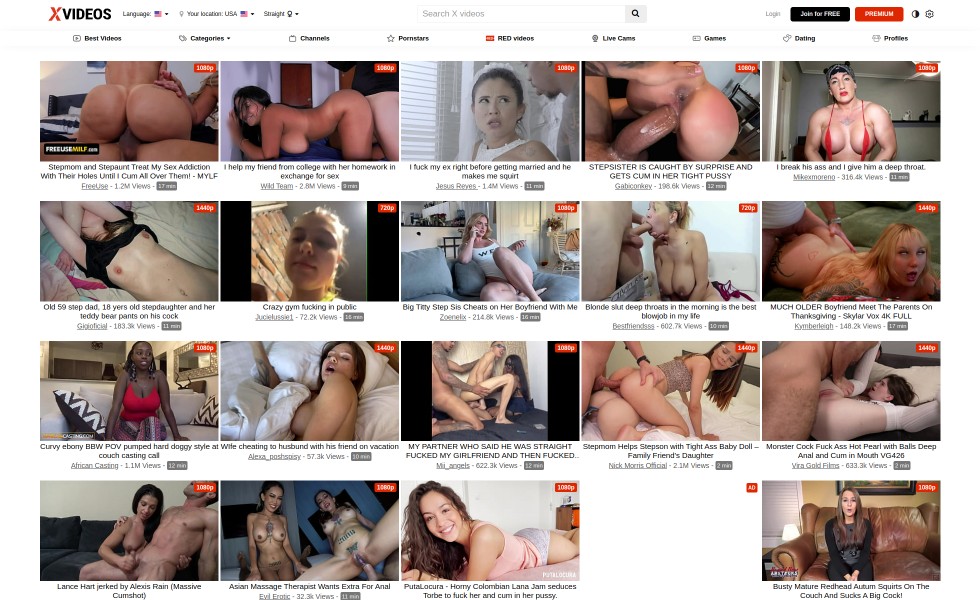 XVIDEOS
Language:
Your location: USA
Straight
Search X videos
Login
Join for FREE
PREMIUM
Best Videos
Categories
Channels
Pornstars
RED videos
Live Cams
Games
Dating
Profiles
1080p
1080p
1080p
1080p
1080p
FREEUSEMILF.com
Stepmom and Stepaunt Treat My Sex Addiction
With Their Holes Until I Cum All Over Them! - MYLF
FreeUse - 1.2M Views - 17 min
I help my friend from college with her homework in
exchange for sex
Wild Team - 2.8M Views - 9 min
I fuck my ex right before getting married and he
makes me squirt
Jesus Reyes - 1.4M Views - 11 min
STEPSISTER IS CAUGHT BY SURPRISE AND
GETS CUM IN HER TIGHT PUSSY
Gabiconkey - 198.6k Views - 12 min
I break his ass and I give him a deep throat.
Mikexmoreno - 316.4k Views - 11 min
1440p
720p
1080p
720p
1440p
Old 59 step dad, 18 yers old stepdaughter and her
teddy bear pants on his cock
Gigioficial - 183.3k Views - 11 min
Crazy gym fucking in public
Jucielussie1 - 72.2k Views - 16 min
Big Titty Step Sis Cheats on Her Boyfriend With Me
Zoenelix - 214.8k Views - 16 min
Blonde slut deep throats in the morning is the best
blowjob in my life
Bestfriendsss - 602.7k Views - 10 min
MUCH OLDER Boyfriend Meet The Parents On
Thanksgiving - Skylar Vox 4K FULL
Kymberleigh - 148.2k Views - 17 min
1080p
1440p
1080p
1440p
1440p
CASTING.COM
Curvy ebony BBW POV pumped hard doggy style at
couch casting call
African Casting - 1.1M Views - 12 min
Wife cheating to husband with his friend on vacation
Alexa_poshspisy - 57.3k Views - 10 min
MY PARTNER WHO SAID HE WAS STRAIGHT
FUCKED MY GIRLFRIEND AND THEN FUCKED..
Mii_angels - 622.3k Views - 12 min
Stepmom Helps Stepson with Tight Ass Baby Doll –
Family Friend's Daughter
Nick Morris Official - 2.1M Views - 2 min
Monster Cock Fuck Ass Hot Pearl with Balls Deep
Anal and Cum in Mouth VG426
Vira Gold Films - 633.3k Views - 2 min
1080p
1080p
1080p
AD
1080p
PUTALOCURA
Lance Hart jerked by Alexis Rain (Massive
Cumshot)
Asian Massage Therapist Wants Extra For Anal
Evil Erotic - 32.3k Views - 11 min
PutaLocura - Horny Colombian Lana Jam seduces
Torbe to fuck her and cum in her pussy.
Busty Mature Redhead Autum Squirts On The
Couch And Sucks A Big Cock!